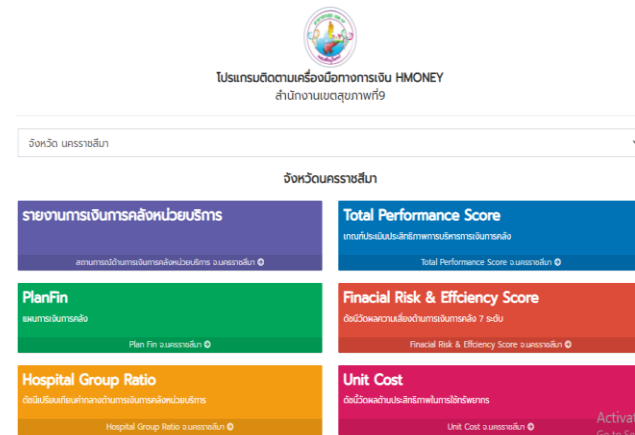 โปรแกรมติดตามเครื่องมือทางการเงิน HMONEY
สำนักงานเขตสุขภาพที่9
จังหวัด นครราชสีมา
จังหวัดนครราชสีมา
รายงานการเงินการคลังหน่วยบริการ
สถานการณ์ด้านการเงินการคลังหน่วยบริการ จ.นครราชสีมา
Total Performance Score
เกณฑ์ประเมินประสิทธิภาพการบริหารการเงินการคลัง
Total Performance Score จ.นครราชสีมา
PlanFin
แผนการเงินการคลัง
Plan Fin จ.นครราชสีมา
Finacial Risk & Effciency Score
ดัชนีวัดผลความเสี่ยงด้านการเงินการคลัง 7 ระดับ
Finacial Risk & Effciency Score จ.นครราชสีมา
Hospital Group Ratio
ดัชนีเปรียบเทียบค่ากลางด้านการเงินการคลังหน่วยบริการ
Hospital Group Ratio จ.นครราชสีมา
Unit Cost
ดัชนีวัดผลด้านประสิทธิภาพในการใช้ทรัพยากร
Unit Cost จ.นครราชสีมา
Activat